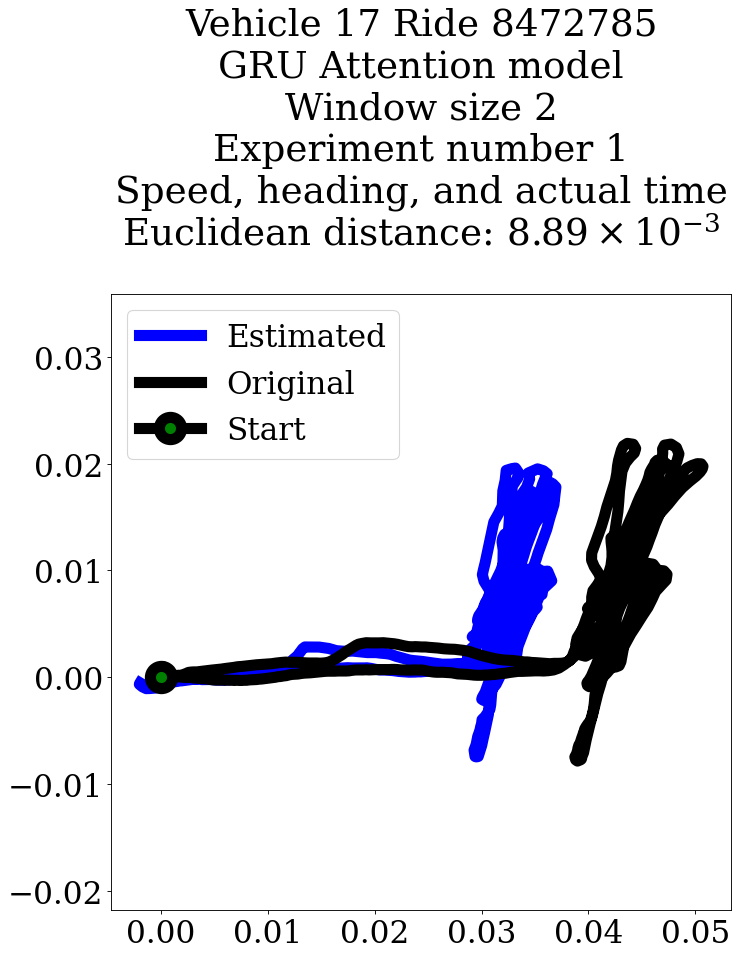 Vehicle 17 Ride 8472785
GRU Attention model
Window size 2
Experiment number 1
Speed, heading, and actual time
Euclidean distance: 8.89 × 10⁻³
Estimated
Original
Start
0.03
0.02
0.01
0.00
−0.01
−0.02
0.00 0.01 0.02 0.03 0.04 0.05